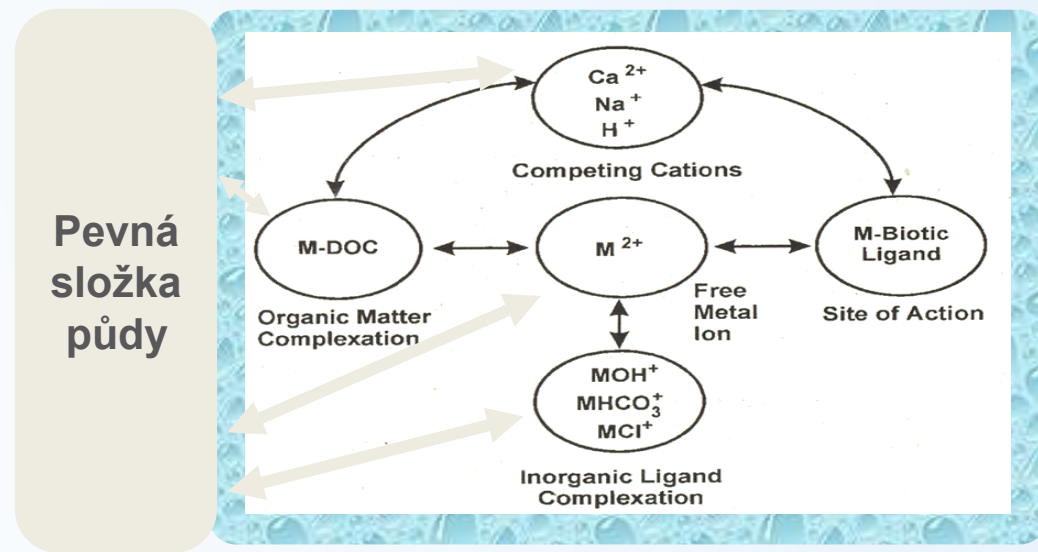 Pevná
složka
půdy
Ca 2+
Na +
H +
Competing Cations
M-DOC
Organic Matter
Complexation
M 2+
Free
Metal
Ion
M-Biotic
Ligand
Site of Action
MOH+
MHCO3+
MCl+
Inorganic Ligand
Complexation